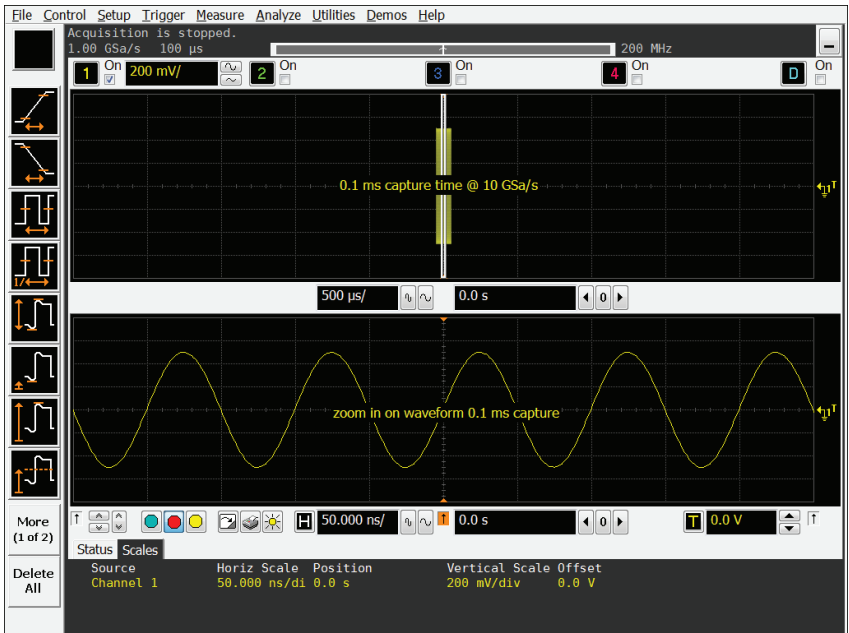 File Control Setup Trigger Measure Analyze Utilities Demos Help
Acquisition is stopped.
1.00 GSa/s 100 µs 200 MHz
1 On 200 mV/ 2 On 3 On 4 On D On
0.1 ms capture time @ 10 GSa/s
1 T
500 µs/ 0.0 s 0
zoom in on waveform 0.1 ms capture
1 T
1/
More
(1 of 2)
Delete
All
H 50.000 ns/ T 0.0 s 0 T 0.0 V
Status Scales
Source Horiz Scale Position Vertical Scale Offset
Channel 1 50.000 ns/di 0.0 s 200 mV/div 0.0 V